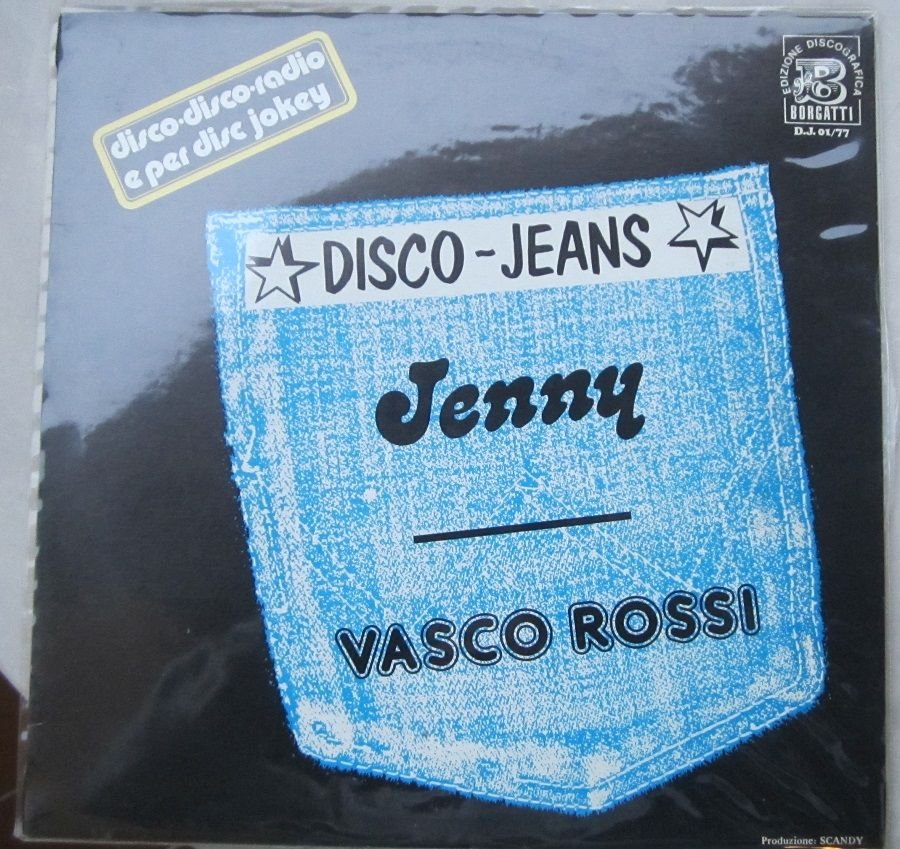 disco-disco-radio
e per disc jokey
EDIZIONE DISCOGRAFICA
B
BORGATTI
D.J. 01/77
DISCO-JEANS
Jenny
VASCO ROSSI
Produzione: SCANDY